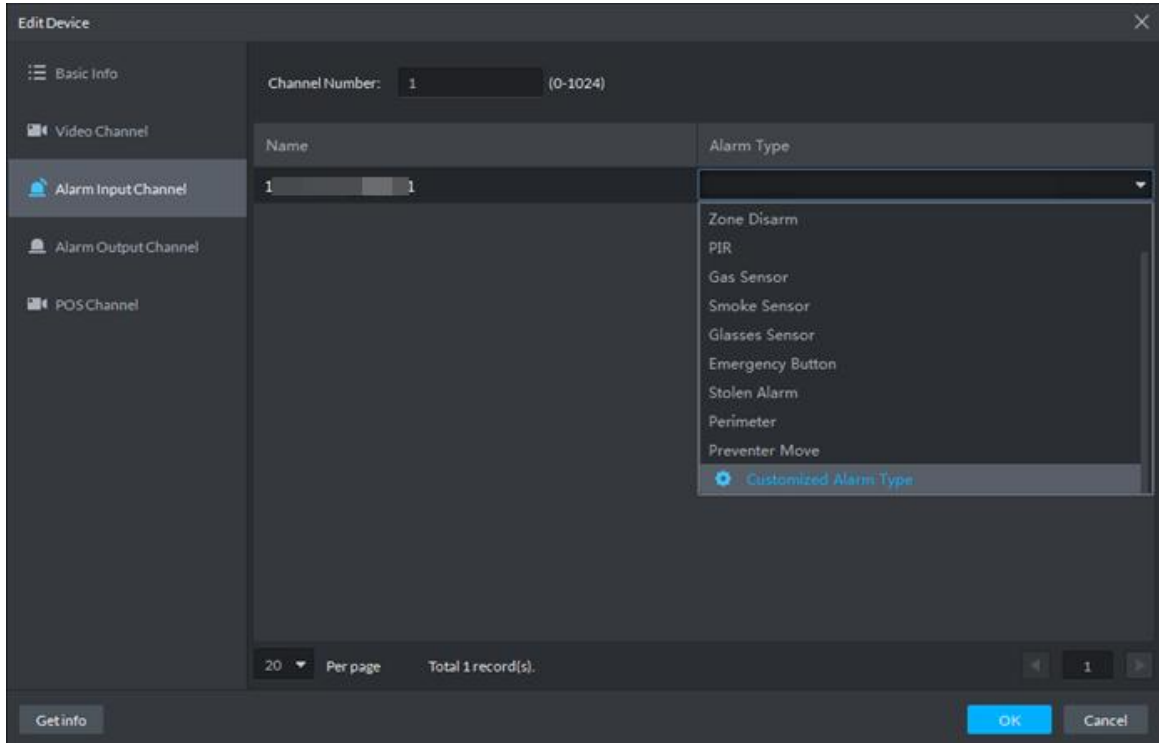 Edit Device
Basic Info
Video Channel
Alarm Input Channel
Alarm Output Channel
POS Channel
Channel Number: 1 (0-1024)
Name Alarm Type
1 1
Zone Disarm
PIR
Gas Sensor
Smoke Sensor
Glasses Sensor
Emergency Button
Stolen Alarm
Perimeter
Preventer Move
Customized Alarm Type
20 Per page Total 1 record(s). 1
Get info OK Cancel